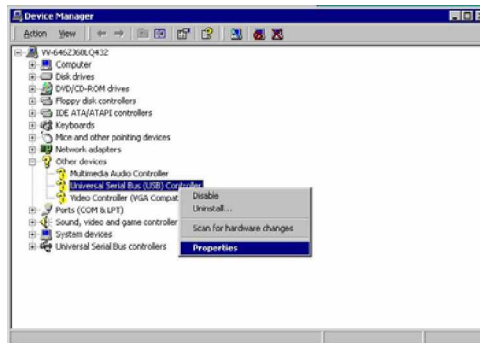 Device Manager
Action View
VV-6462J60LQ432
Computer
Disk drives
DVD/CD-ROM drives
Floppy disk controllers
IDE ATA/ATAPI controllers
Keyboards
Mice and other pointing devices
Network adapters
Other devices
Multimedia Audio Controller
Universal Serial Bus (USB) Controller
Video Controller (VGA Compat
Ports (COM & LPT)
Sound, video and game controller
System devices
Universal Serial Bus controllers
Disable
Uninstall...
Scan for hardware changes
Properties